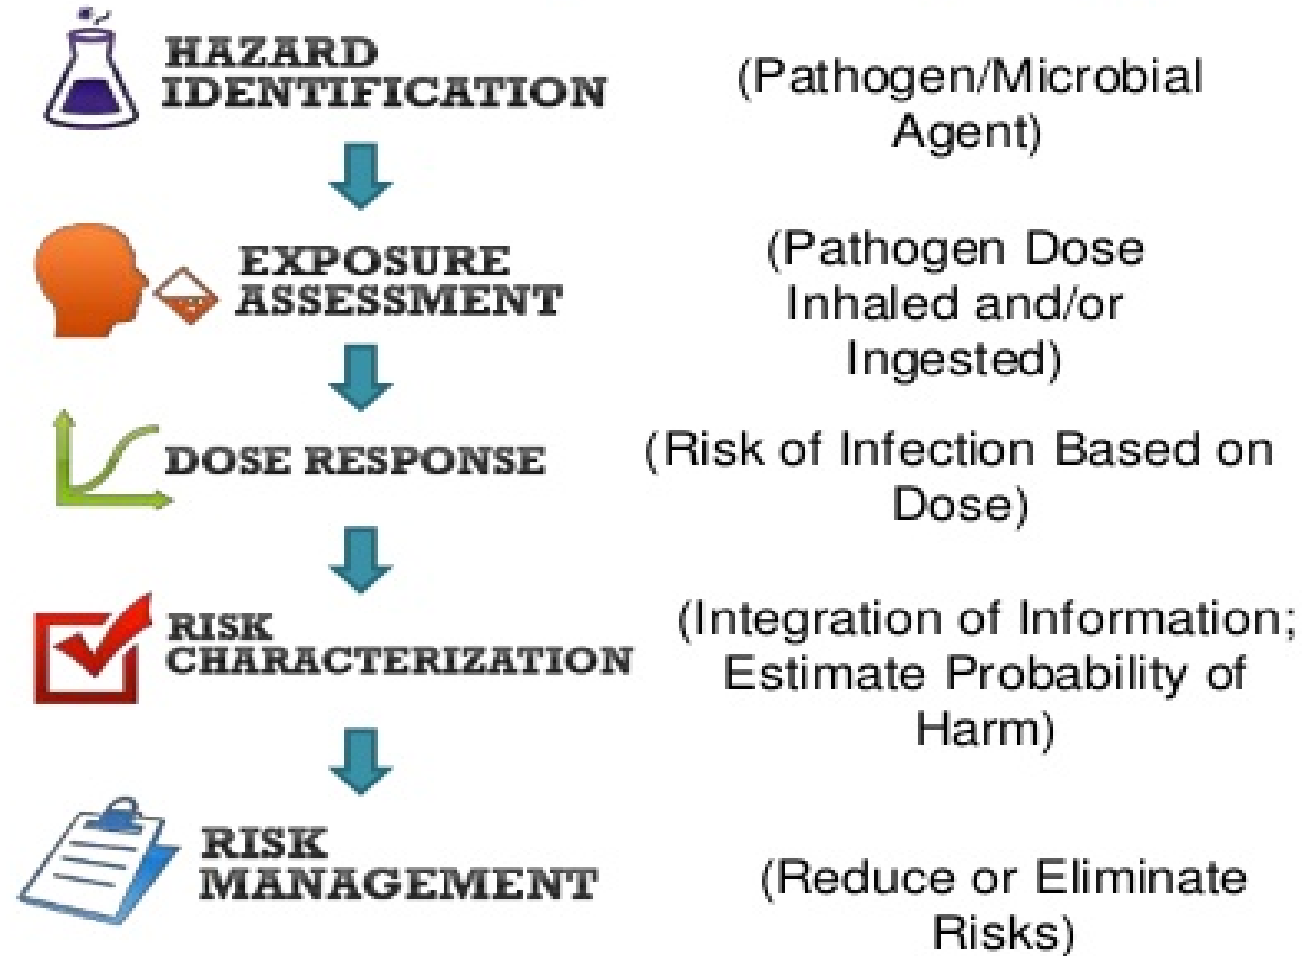 HAZARD
IDENTIFICATION
(Pathogen/Microbial
Agent)
EXPOSURE
ASSESSMENT
(Pathogen Dose
Inhaled and/or
Ingested)
DOSE RESPONSE
(Risk of Infection Based on
Dose)
RISK
CHARACTERIZATION
(Integration of Information;
Estimate Probability of
Harm)
RISK
MANAGEMENT
(Reduce or Eliminate
Risks)